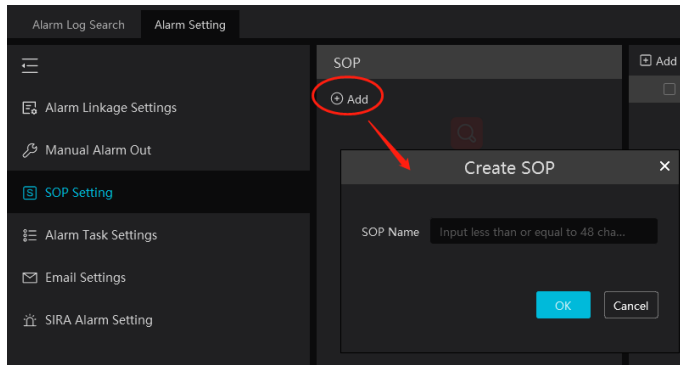 Alarm Log Search
Alarm Setting
Alarm Linkage Settings
Manual Alarm Out
S SOP Setting
Alarm Task Settings
Email Settings
SIRA Alarm Setting
SOP
Add
Add
Create SOP
SOP Name Input less than or equal to 48 cha...
OK Cancel